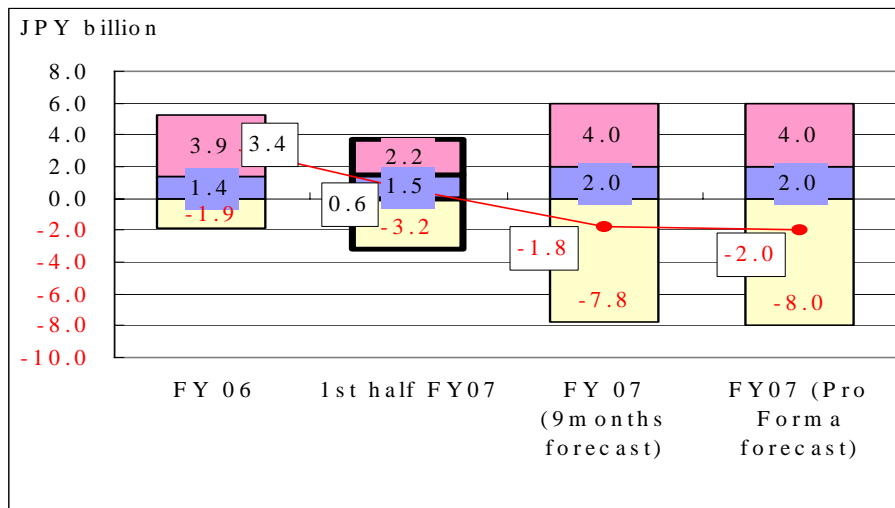 JPY billion
8.0
6.0
4.0
2.0
0.0
-2.0
-4.0
-6.0
-8.0
-10.0
3.9
3.4
1.4
-1.9
2.2
1.5
0.6
-3.2
4.0
2.0
-1.8
-7.8
4.0
2.0
-2.0
-8.0
FY 06
1st half FY07
FY 07
(9months
forecast)
FY07 (Pro
Forma
forecast)